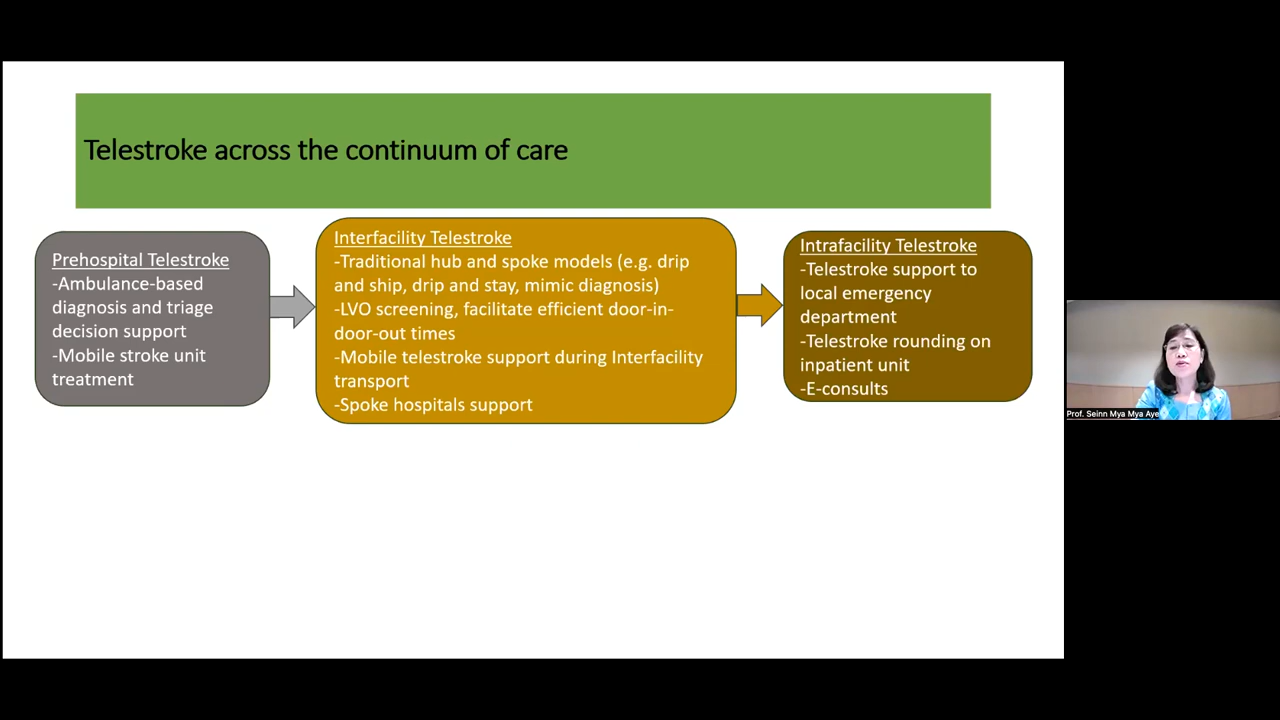 Telestroke across the continuum of care
Prehospital Telestroke
-Ambulance-based
diagnosis and triage
decision support
-Mobile stroke unit
treatment
Interfacility Telestroke
-Traditional hub and spoke models (e.g. drip
and ship, drip and stay, mimic diagnosis)
-LVO screening, facilitate efficient door-in-
door-out times
-Mobile telestroke support during Interfacility
transport
-Spoke hospitals support
Intrafacility Telestroke
-Telestroke support to
local emergency
department
-Telestroke rounding on
inpatient unit
-E-consults
Prof. Seinn Mya Mya Aye